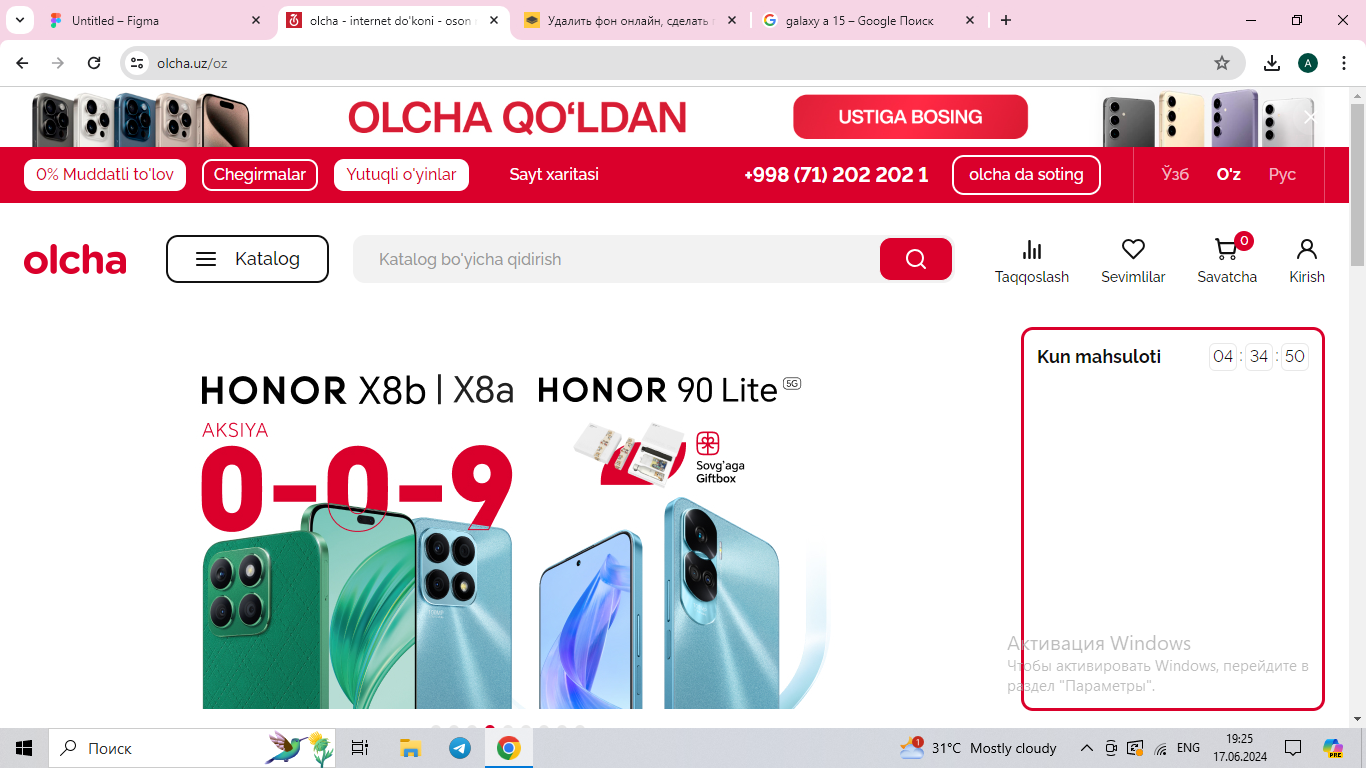 Untitled – Figma
olcha - internet do'koni - oson
Удалить фон онлайн, сделать
galaxy a 15 – Google Поиск
olcha.uz/oz
A
OLCHA QO‘LDAN
USTIGA BOSING
0% Muddatli to'lov
Chegirmalar
Yutuqli o'yinlar
Sayt xaritasi
+998 (71) 202 202 1
olcha da soting
Ўзб
O'z
Рус
olcha
Katalog
Katalog bo'yicha qidirish
Taqqoslash
Sevimlilar
0
Savatcha
Kirish
Kun mahsuloti
04 : 34 : 50
HONOR X8b | X8a
HONOR 90 Lite 5G
AKSIYA
0-0-9
Sovg'aga
Giftbox
Активация Windows
Чтобы активировать Windows, перейдите в
раздел "Параметры".
Поиск
1
31°C Mostly cloudy
ENG
19:25
17.06.2024
PRE